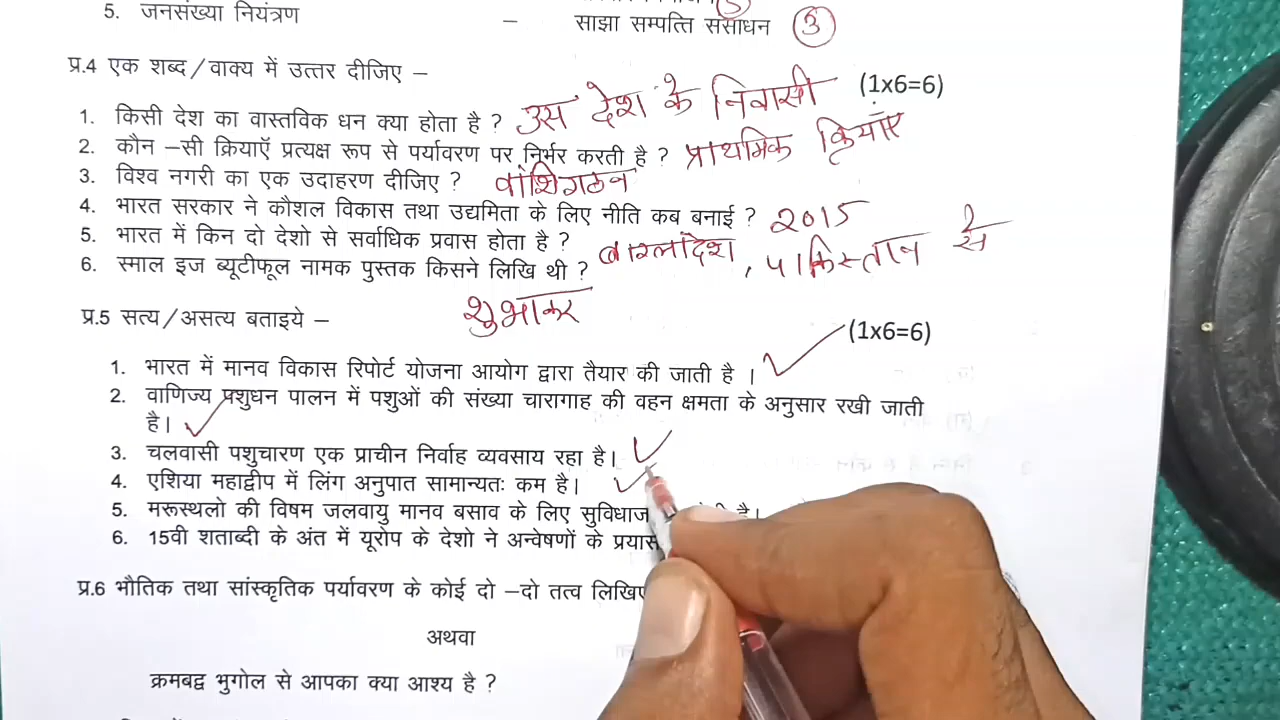 5. जनसंख्या नियंत्रण – साझा सम्पत्ति संसाधन 3
प्र.4 एक शब्द/वाक्य में उत्तर दीजिए – (1x6=6)
1. किसी देश का वास्तविक धन क्या होता है ? उस देश के निवासी
2. कौन –सी क्रियाऍ प्रत्यक्ष रूप से पर्यावरण पर निर्भर करती है ? प्राथमिक क्रियाएं
3. विश्व नगरी का एक उदाहरण दीजिए ? वांशिगठन
4. भारत सरकार ने कौशल विकास तथा उद्यमिता के लिए नीति कब बनाई ? 2015
5. भारत में किन दो देशो से सर्वाधिक प्रवास होता है ? बाग्लादेश, पाकिस्तान से
6. स्माल इज ब्यूटीफूल नामक पुस्तक किसने लिखि थी ?
शुभाकर
प्र.5 सत्य/असत्य बताइये – (1x6=6)
1. भारत में मानव विकास रिपोर्ट योजना आयोग द्वारा तैयार की जाती है ।
2. वाणिज्य पशुधन पालन में पशुओं की संख्या चारागाह की वहन क्षमता के अनुसार रखी जाती
है।
3. चलवासी पशुचारण एक प्राचीन निर्वाह व्यवसाय रहा है।
4. एशिया महाद्वीप में लिंग अनुपात सामान्यतः कम है।
5. मरूस्थलो की विषम जलवायु मानव बसाव के लिए है।
6. 15वी शताब्दी के अंत में यूरोप के देशो ने अन्वेषणों के प्रयास
प्र.6 भौतिक तथा सांस्कृतिक पर्यावरण के कोई दो –दो तत्व लिखिए
अथवा
क्रमबद्व भुगोल से आपका क्या आश्य है ?